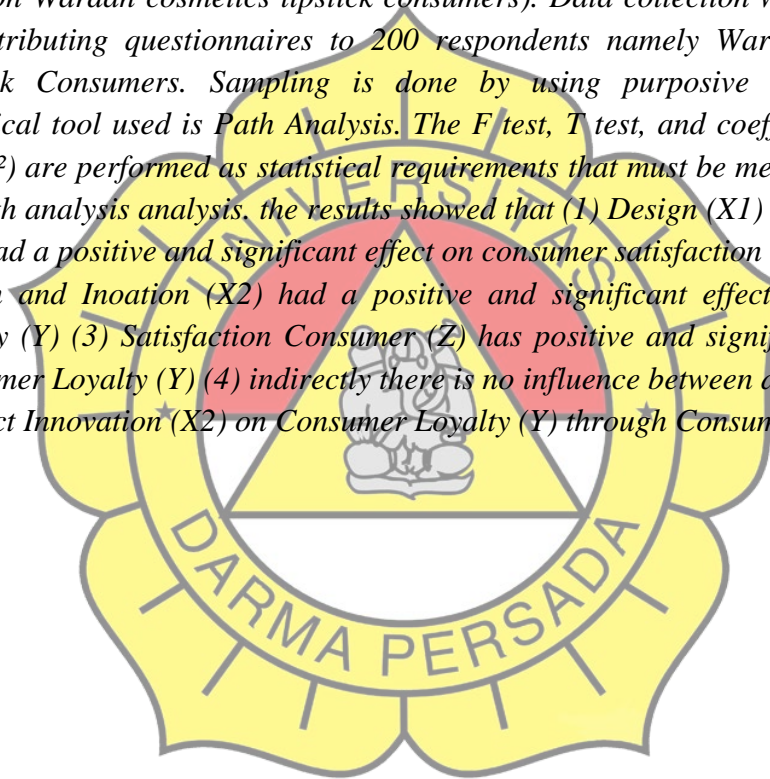 on Wardah cosmetics lipstick consumers). Data collection
tributing questionnaires to 200 respondents namely War
k Consumers. Sampling is done by using purposive
ical tool used is Path Analysis. The F test, T test, and coeff
²) are performed as statistical requirements that must be me
h analysis analysis. the results showed that (1) Design (X1)
ad a positive and significant effect on consumer satisfaction
n and Inoation (X2) had a positive and significant effect
y (Y) (3) Satisfaction Consumer (Z) has positive and signif
mer Loyalty (Y) (4) indirectly there is no influence between
ct Innovation (X2) on Consumer Loyalty (Y) through Consum
UNIVERSITAS
DARMA PERSADA